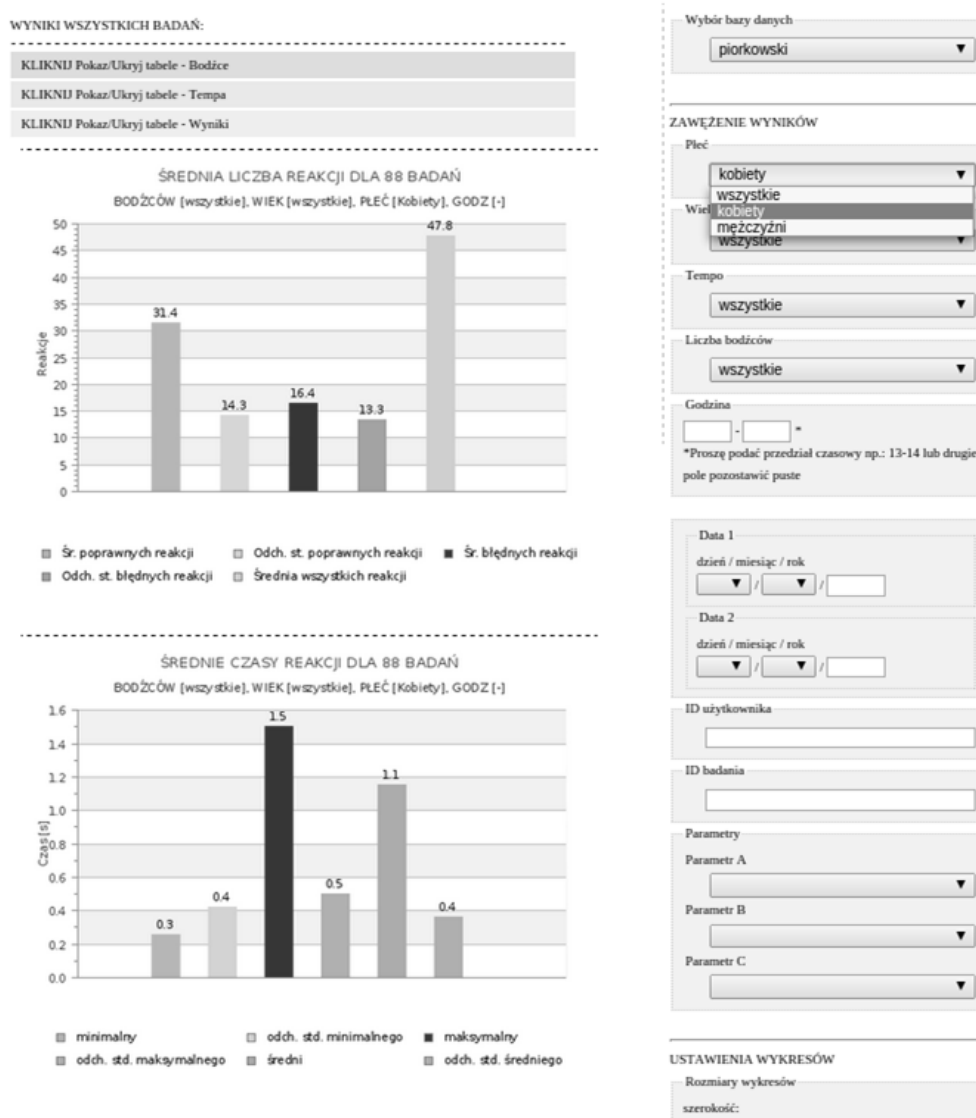 WYNIKI WSZYSTKICH BADAŃ:
KLIKNIJ Pokaz/Ukryj tabele - Bodźce
KLIKNIJ Pokaz/Ukryj tabele - Tempa
KLIKNIJ Pokaz/Ukryj tabele - Wyniki
ŚREDNIA LICZBA REAKCJI DLA 88 BADAŃ
BODŹCÓW [wszystkie], WIEK [wszystkie], PŁEĆ [Kobiety], GODZ [-]
50
45
40
35
30
25
20
15
10
5
0
Reakcje
31.4
14.3
16.4
13.3
47.8
Śr. poprawnych reakcji
Odch. st. poprawnych reakcji
Śr. błędnych reakcji
Odch. st. błędnych reakcji
Średnia wszystkich reakcji
ŚREDNIE CZASY REAKCJI DLA 88 BADAŃ
BODŹCÓW [wszystkie], WIEK [wszystkie], PŁEĆ [Kobiety], GODZ [-]
1.6
1.4
1.2
1.0
0.8
0.6
0.4
0.2
0.0
Czas [s]
0.3
0.4
1.5
0.5
1.1
0.4
minimalny
odch. std. minimalnego
maksymalny
odch. std. maksymalnego
średni
odch. std. średniego
Wybór bazy danych
piorkowski
ZAWĘŻENIE WYNIKÓW
Płeć
kobiety
wszystkie
kobiety
mężczyźni
wszystkie
Tempo
wszystkie
Liczba bodźców
wszystkie
Godzina
- *
*Proszę podać przedział czasowy np.: 13-14 lub drugie
pole pozostawić puste
Data 1
dzień / miesiąc / rok
/ /
Data 2
dzień / miesiąc / rok
/ /
ID użytkownika
ID badania
Parametry
Parametr A
Parametr B
Parametr C
USTAWIENIA WYKRESÓW
Rozmiary wykresów
szerokość: